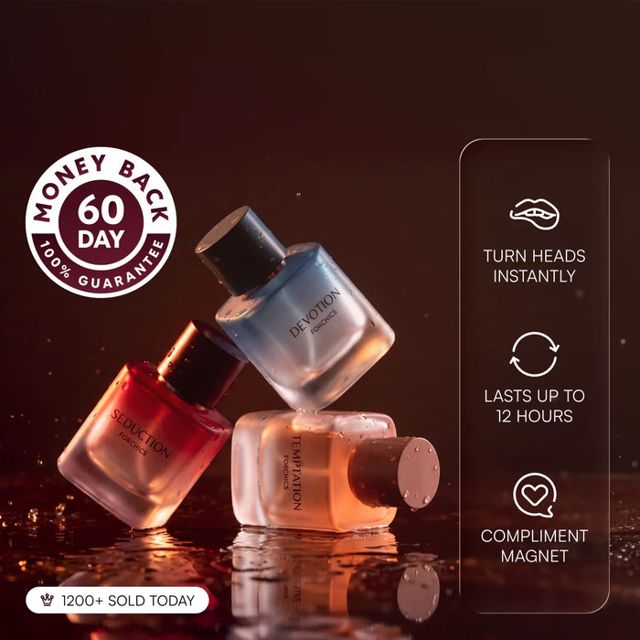 MONEY BACK
60
DAY
100% GUARANTEE
DEVOTION
FORCHICS
SEDUCTION
FORCHICS
TEMPTATION
FORCHICS
TURN HEADS
INSTANTLY
LASTS UP TO
12 HOURS
COMPLIMENT
MAGNET
1200+ SOLD TODAY